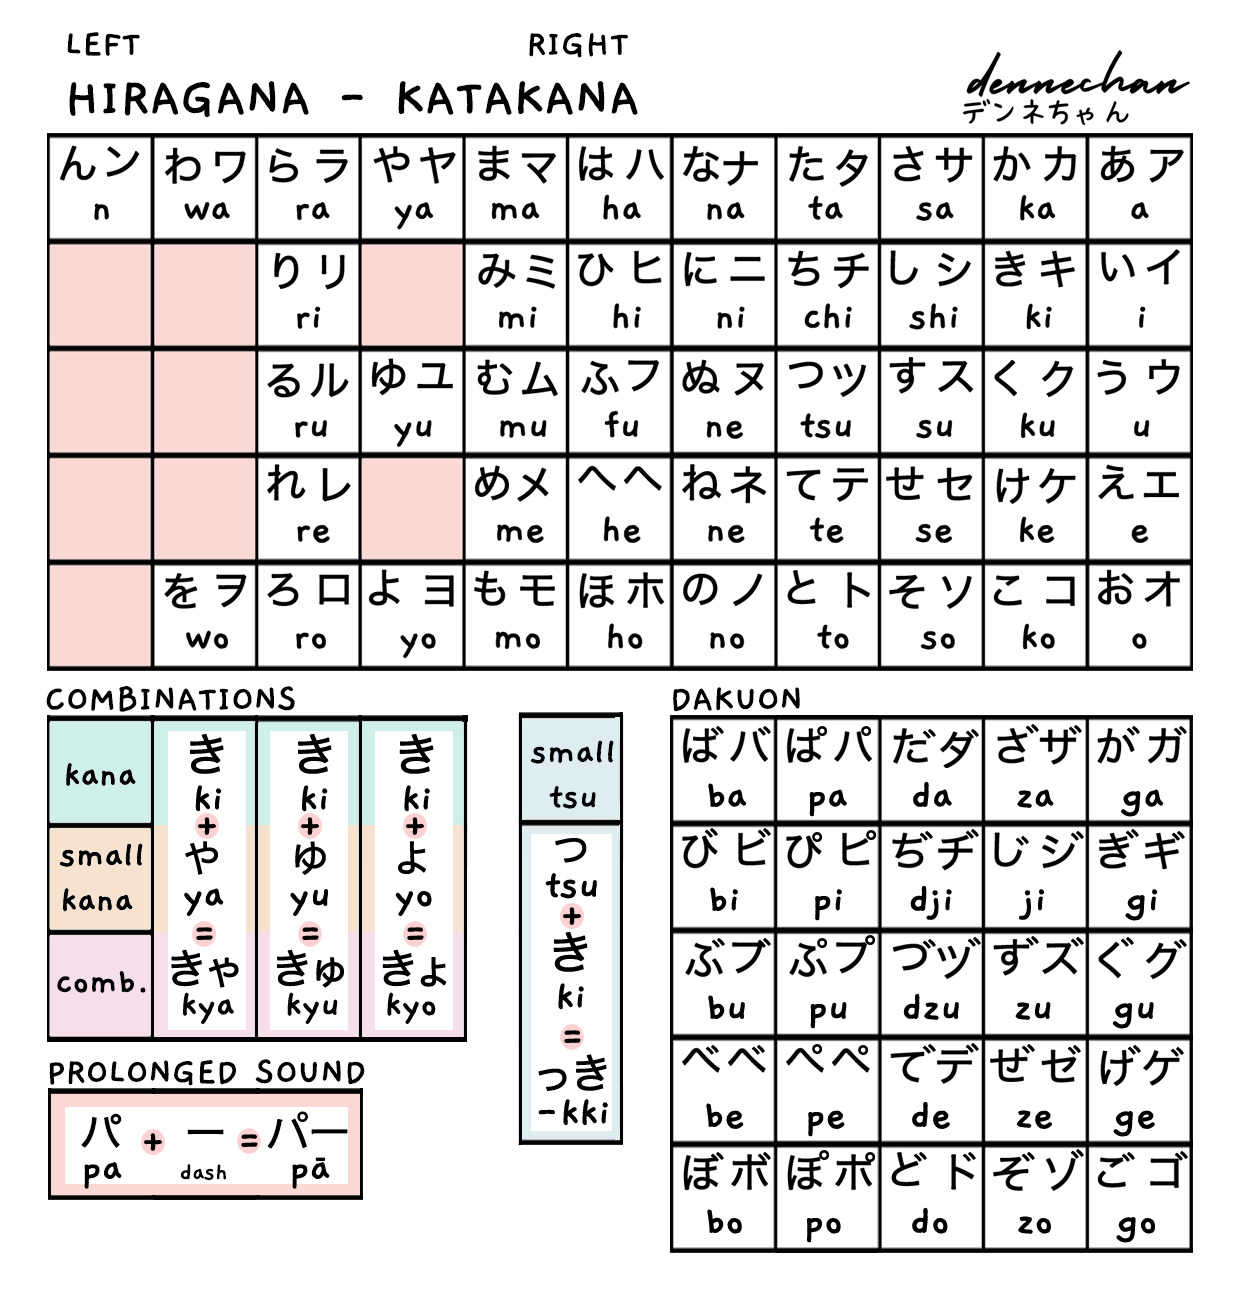 LEFT RIGHT
HIRAGANA - KATAKANA
dennechan
デンネちゃん
んン わワ らラ やヤ まマ はハ なナ たタ さサ かカ あア
n wa ra ya ma ha na ta sa ka a
りリ みミ ひヒ にニ ちチ しシ きキ いイ
ri mi hi ni chi shi ki i
るル ゆユ むム ふフ ぬヌ つツ すス くク うウ
ru yu mu fu ne tsu su ku u
れレ めメ へヘ ねネ てテ せセ けケ えエ
re me he ne te se ke e
をヲ ろロ よヨ もモ ほホ のノ とト そソ こコ おオ
wo ro yo mo ho no to so ko o
COMBINATIONS
kana
small
kana
comb.
き
ki
+
や
ya
=
きゃ
kya
き
ki
+
ゆ
yu
=
きゅ
kyu
き
ki
+
よ
yo
=
きょ
kyo
PROLONGED SOUND
パ + ー = パー
pa dash pā
small
tsu
つ
tsu
+
き
ki
=
っき
-kki
DAKUON
ばバ ぱパ だダ ざザ がガ
ba pa da za ga
びビ ぴピ ぢヂ じジ ぎギ
bi pi dji ji gi
ぶブ ぷプ づヅ ずズ ぐグ
bu pu dzu zu gu
べベ ぺペ でデ ぜゼ げゲ
be pe de ze ge
ぼボ ぽポ どド ぞゾ ごゴ
bo po do zo go